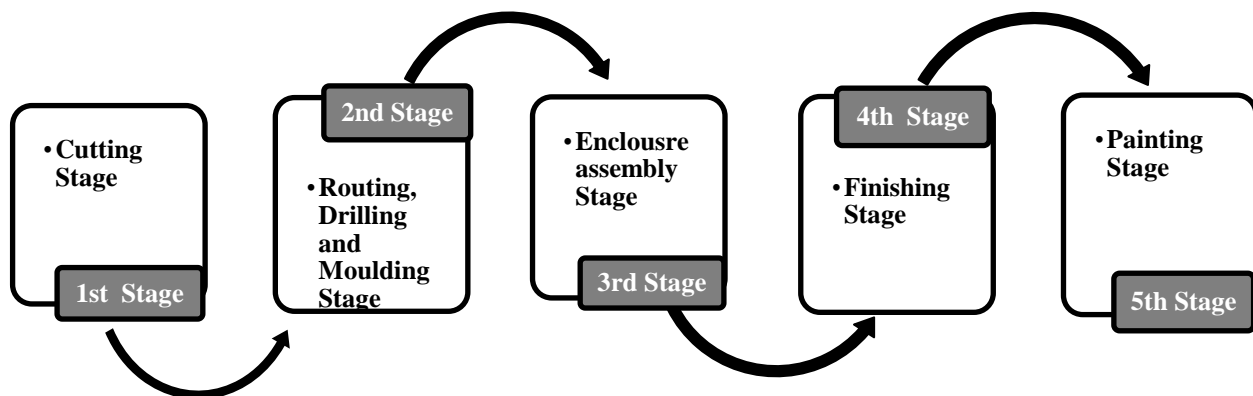 • Cutting
Stage
1st Stage
2nd Stage
• Routing,
Drilling
and
Moulding
Stage
• Enclousre
assembly
Stage
3rd Stage
4th Stage
• Finishing
Stage
• Painting
Stage
5th Stage